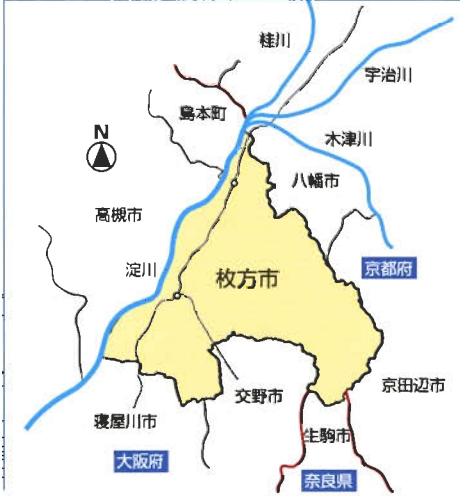 桂川
宇治川
島本町
木津川
N
八幡市
高槻市
淀川
京都府
枚方市
京田辺市
交野市
寝屋川市
生駒市
大阪府
奈良県